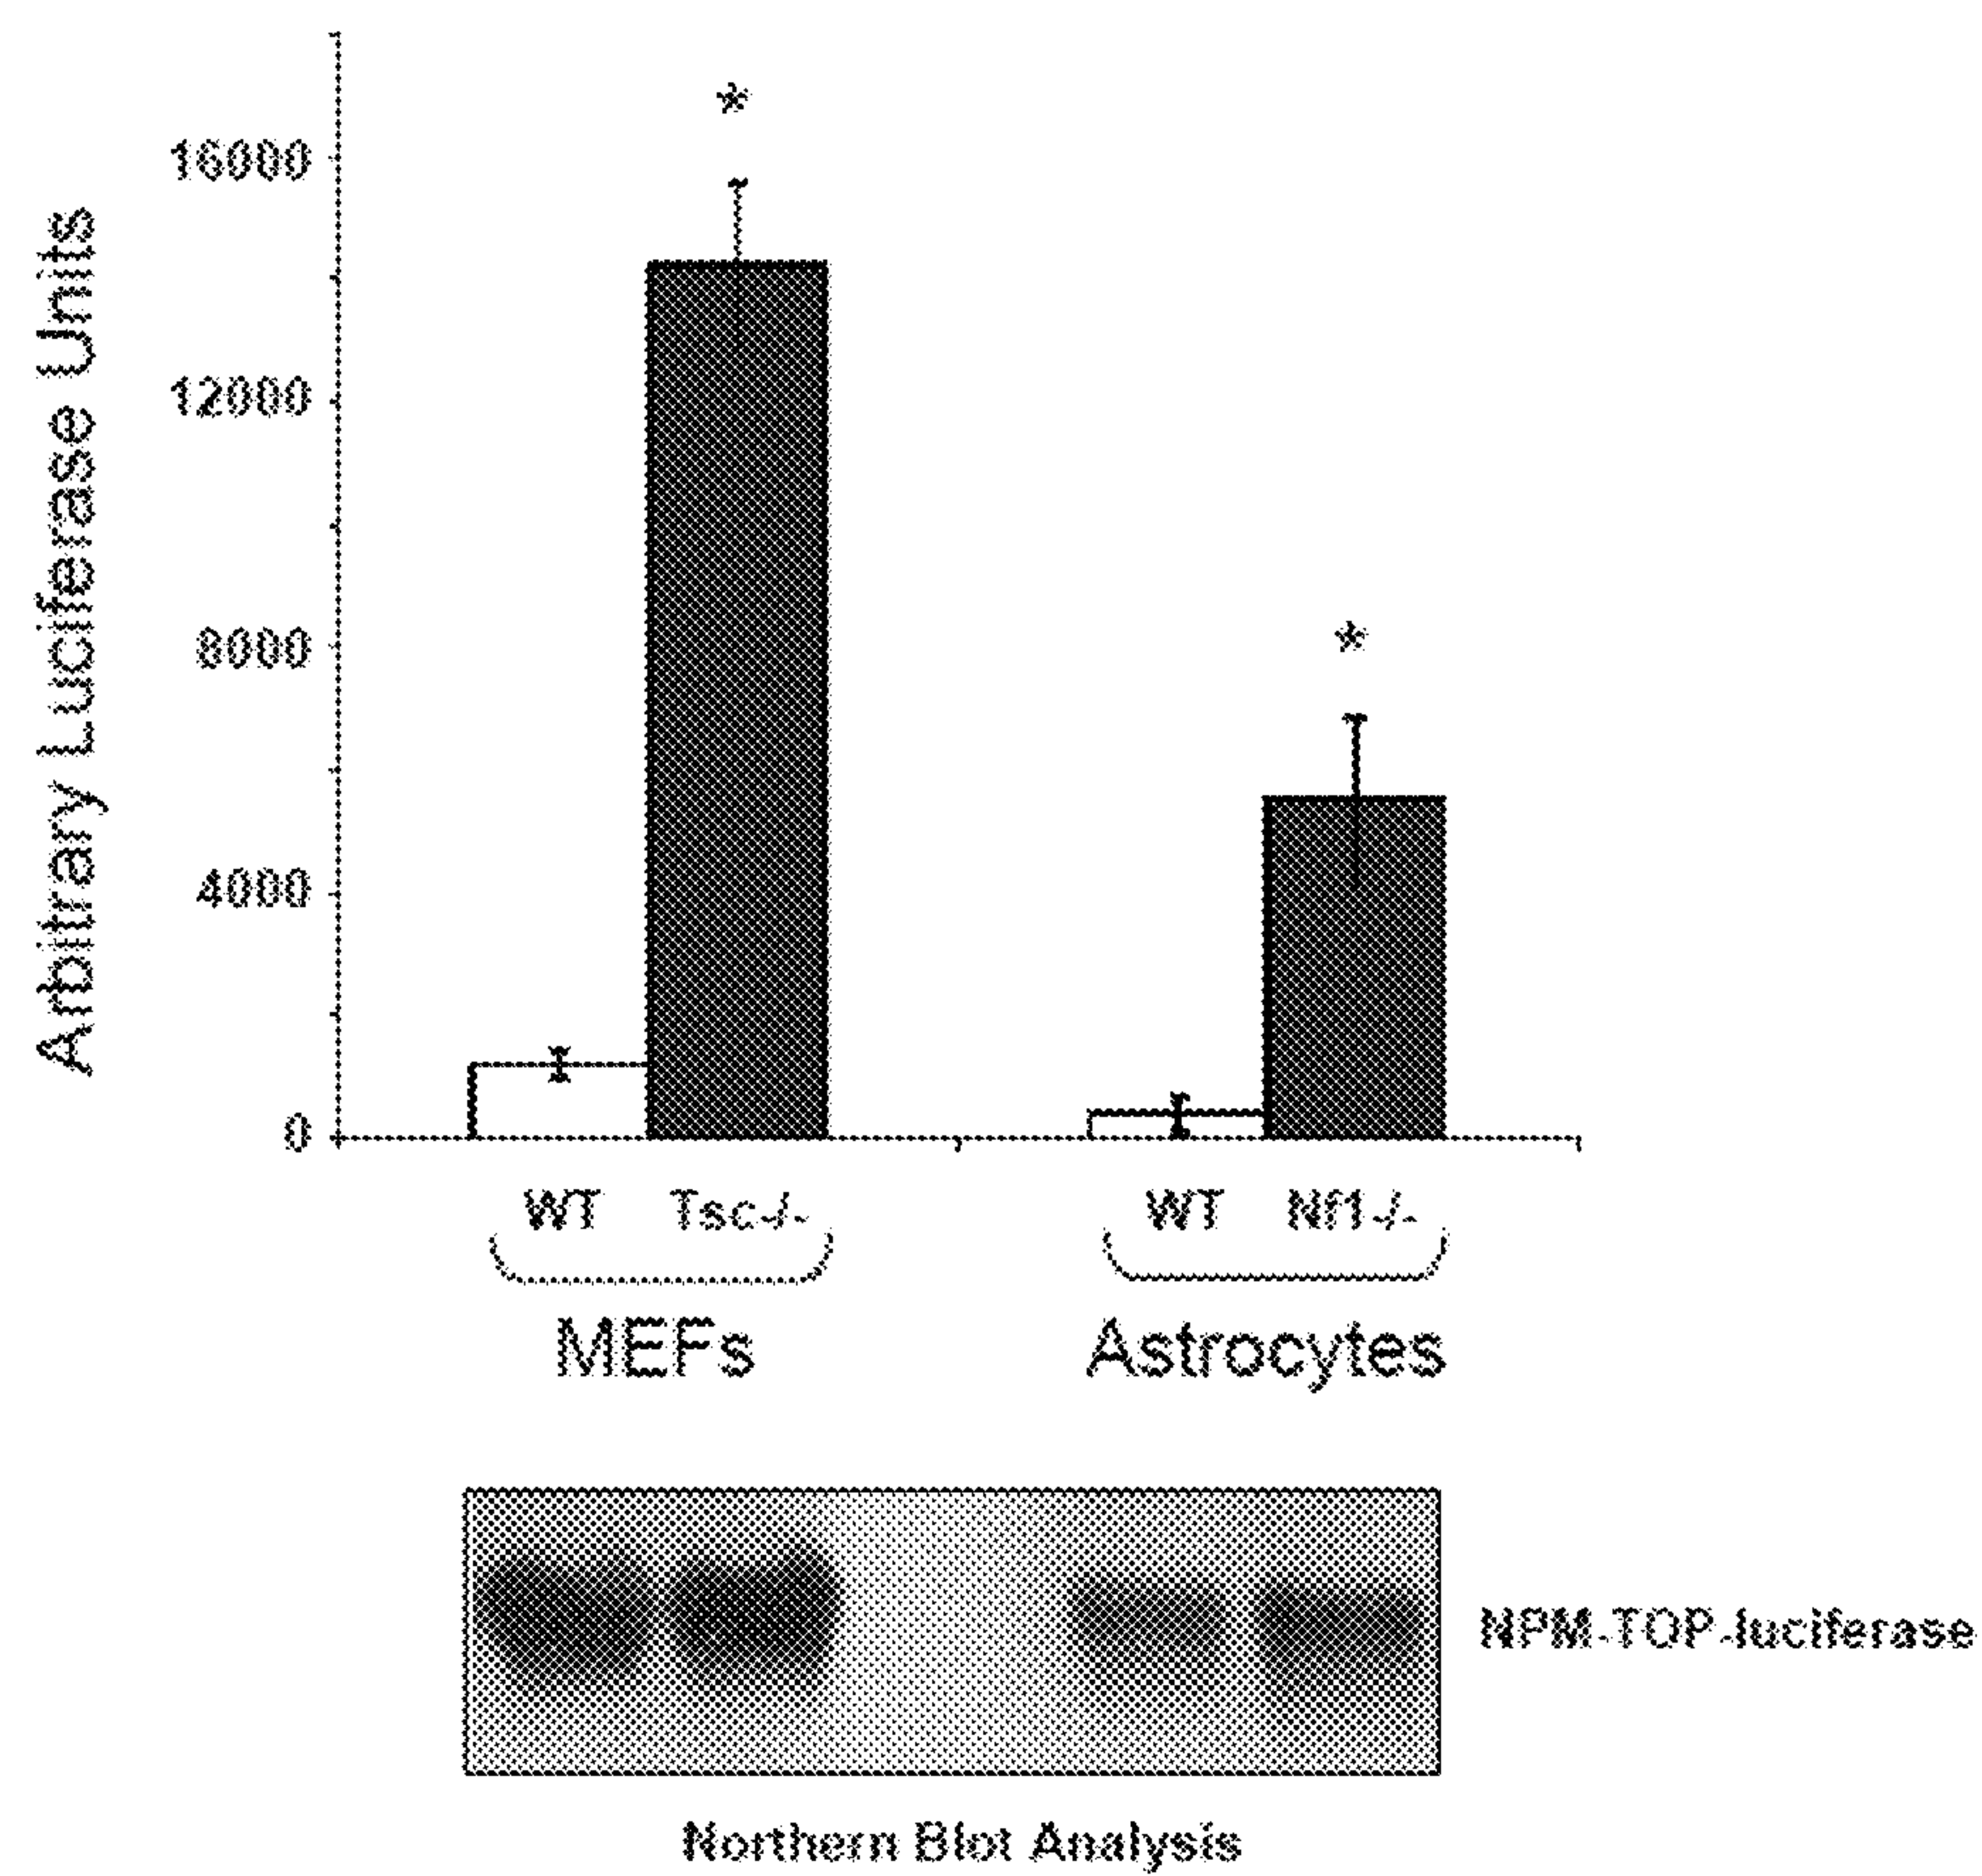 *
16000
12000
*
8000
4000
0
Arbitrary Luciferase Units
WT Tsc-/- WT Nf1-/-
MEFs Astrocytes
NPM-TOP-luciferase
Northern Blot Analysis